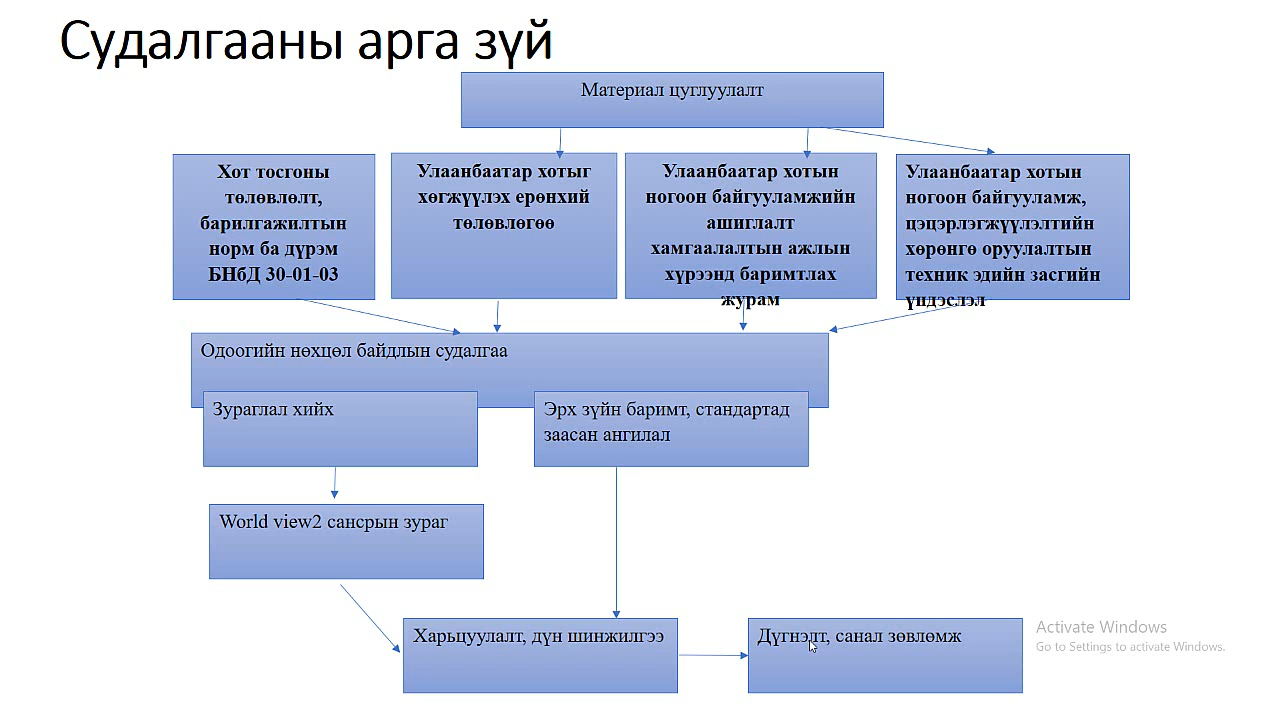 Судалгааны арга зүй
Материал цуглуулалт
Хот тосгоны
төлөвлөлт,
барилгажилтын
норм ба дүрэм
БНбД 30-01-03
Улаанбаатар хотыг
хөгжүүлэх ерөнхий
төлөвлөгөө
Улаанбаатар хотын
ногоон байгууламжийн
ашиглалт
хамгаалалтын ажлын
хүрээнд баримтлах
журам
Улаанбаатар хотын
ногоон байгууламж,
цэцэрлэгжүүлэлтийн
хөрөнгө оруулалтын
техник эдийн засгийн
үндэслэл
Одоогийн нөхцөл байдлын судалгаа
Зураглал хийх
Эрх зүйн баримт, стандартад
заасан ангилал
World view2 сансрын зураг
Харьцуулалт, дүн шинжилгээ
Дүгнэлт, санал зөвлөмж
Activate Windows
Go to Settings to activate Windows.